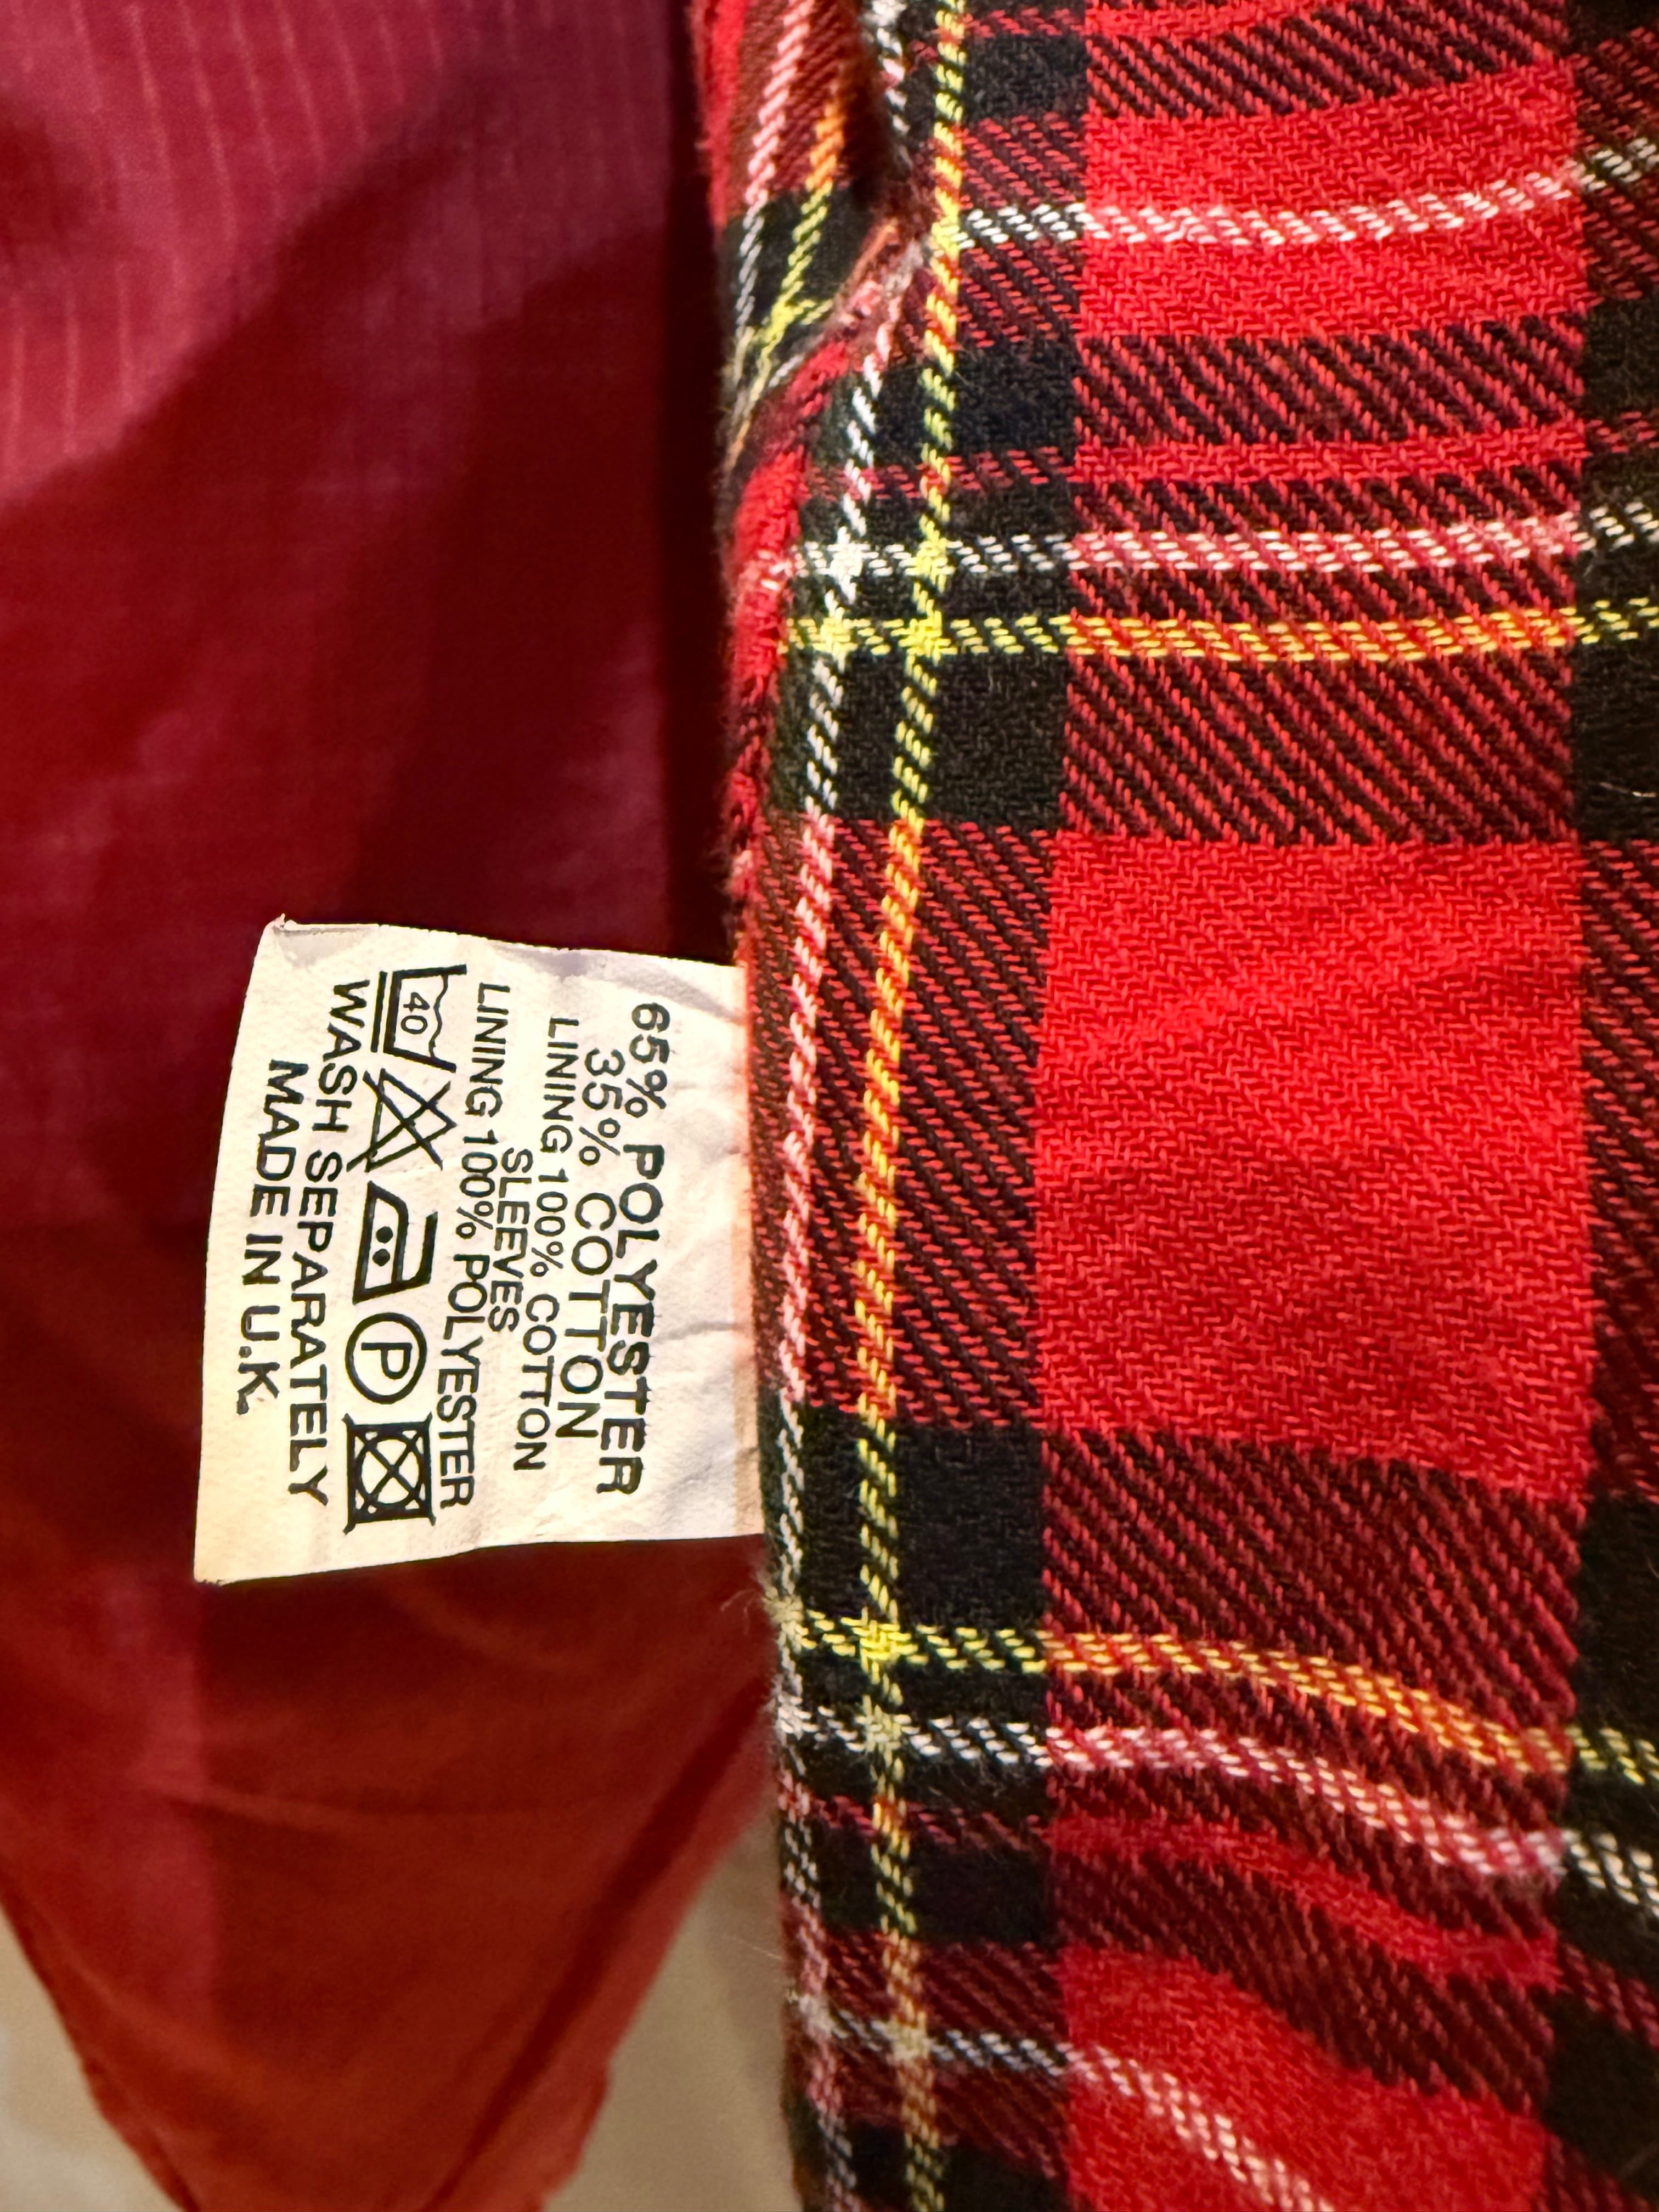 65% POLYESTER
35% COTTON
LINING 100% COTTON
SLEEVES
LINING 100% POLYESTER
40 P
WASH SEPARATELY
MADE IN U.K.